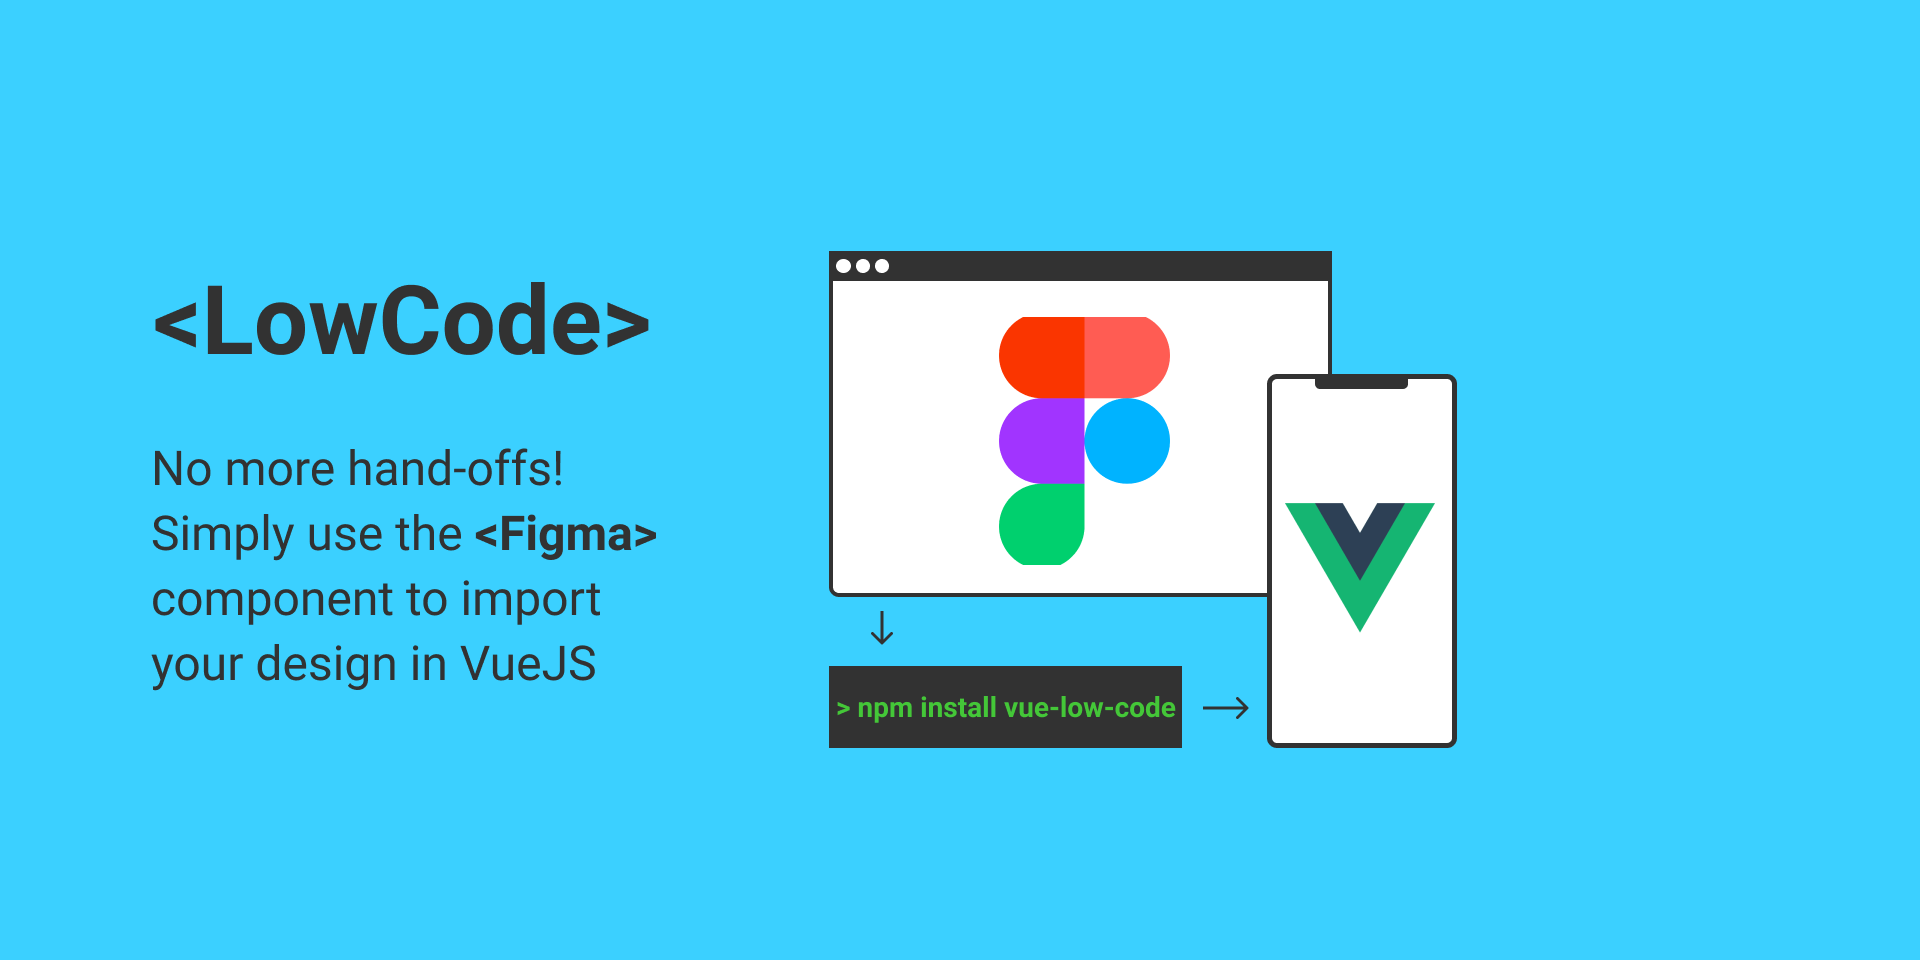 <LowCode>
No more hand-offs!
Simply use the <Figma>
component to import
your design in VueJS
> npm install vue-low-code